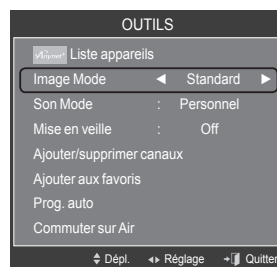 OUTILS
Anynet+ Liste appareils
Image Mode ◄ Standard ►
Son Mode : Personnel
Mise en veille : Off
Ajouter/supprimer canaux
Ajouter aux favoris
Prog. auto
Commuter sur Air
Dépl. Réglage Quitter